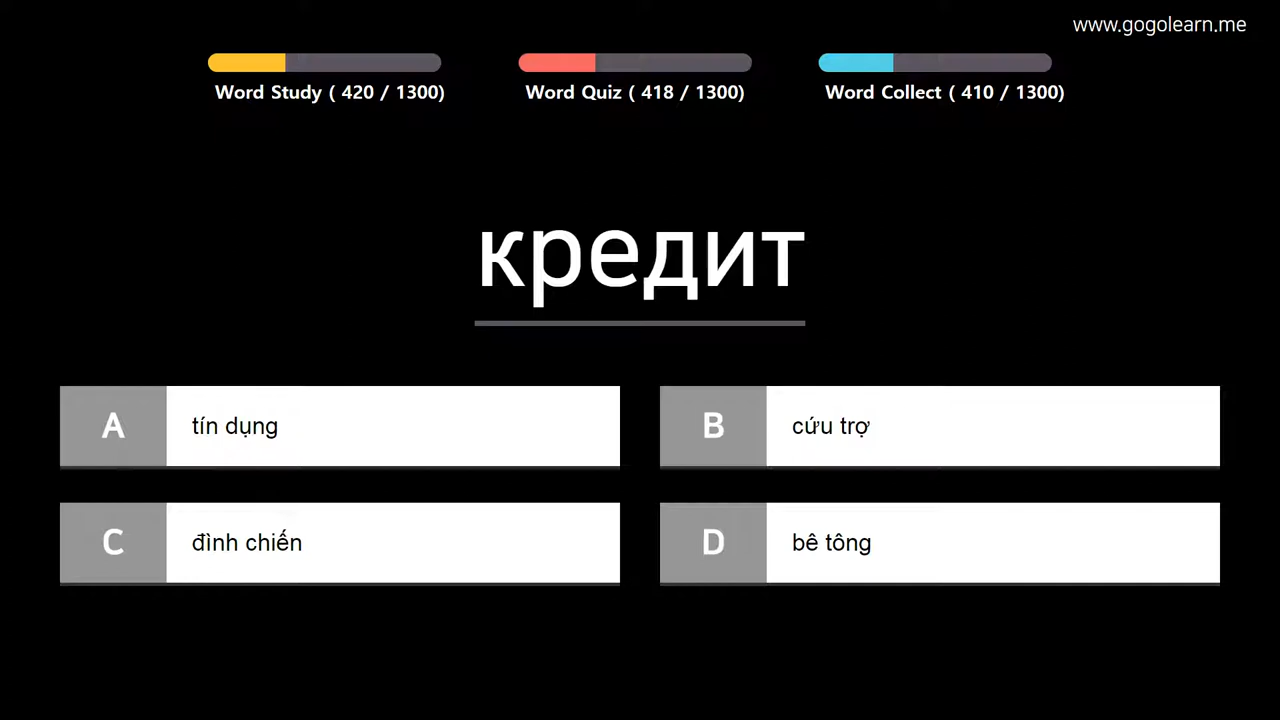 www.gogolearn.me
Word Study ( 420 / 1300)
Word Quiz ( 418 / 1300)
Word Collect ( 410 / 1300)
кредит
A
tín dụng
B
cứu trợ
C
đình chiến
D
bê tông